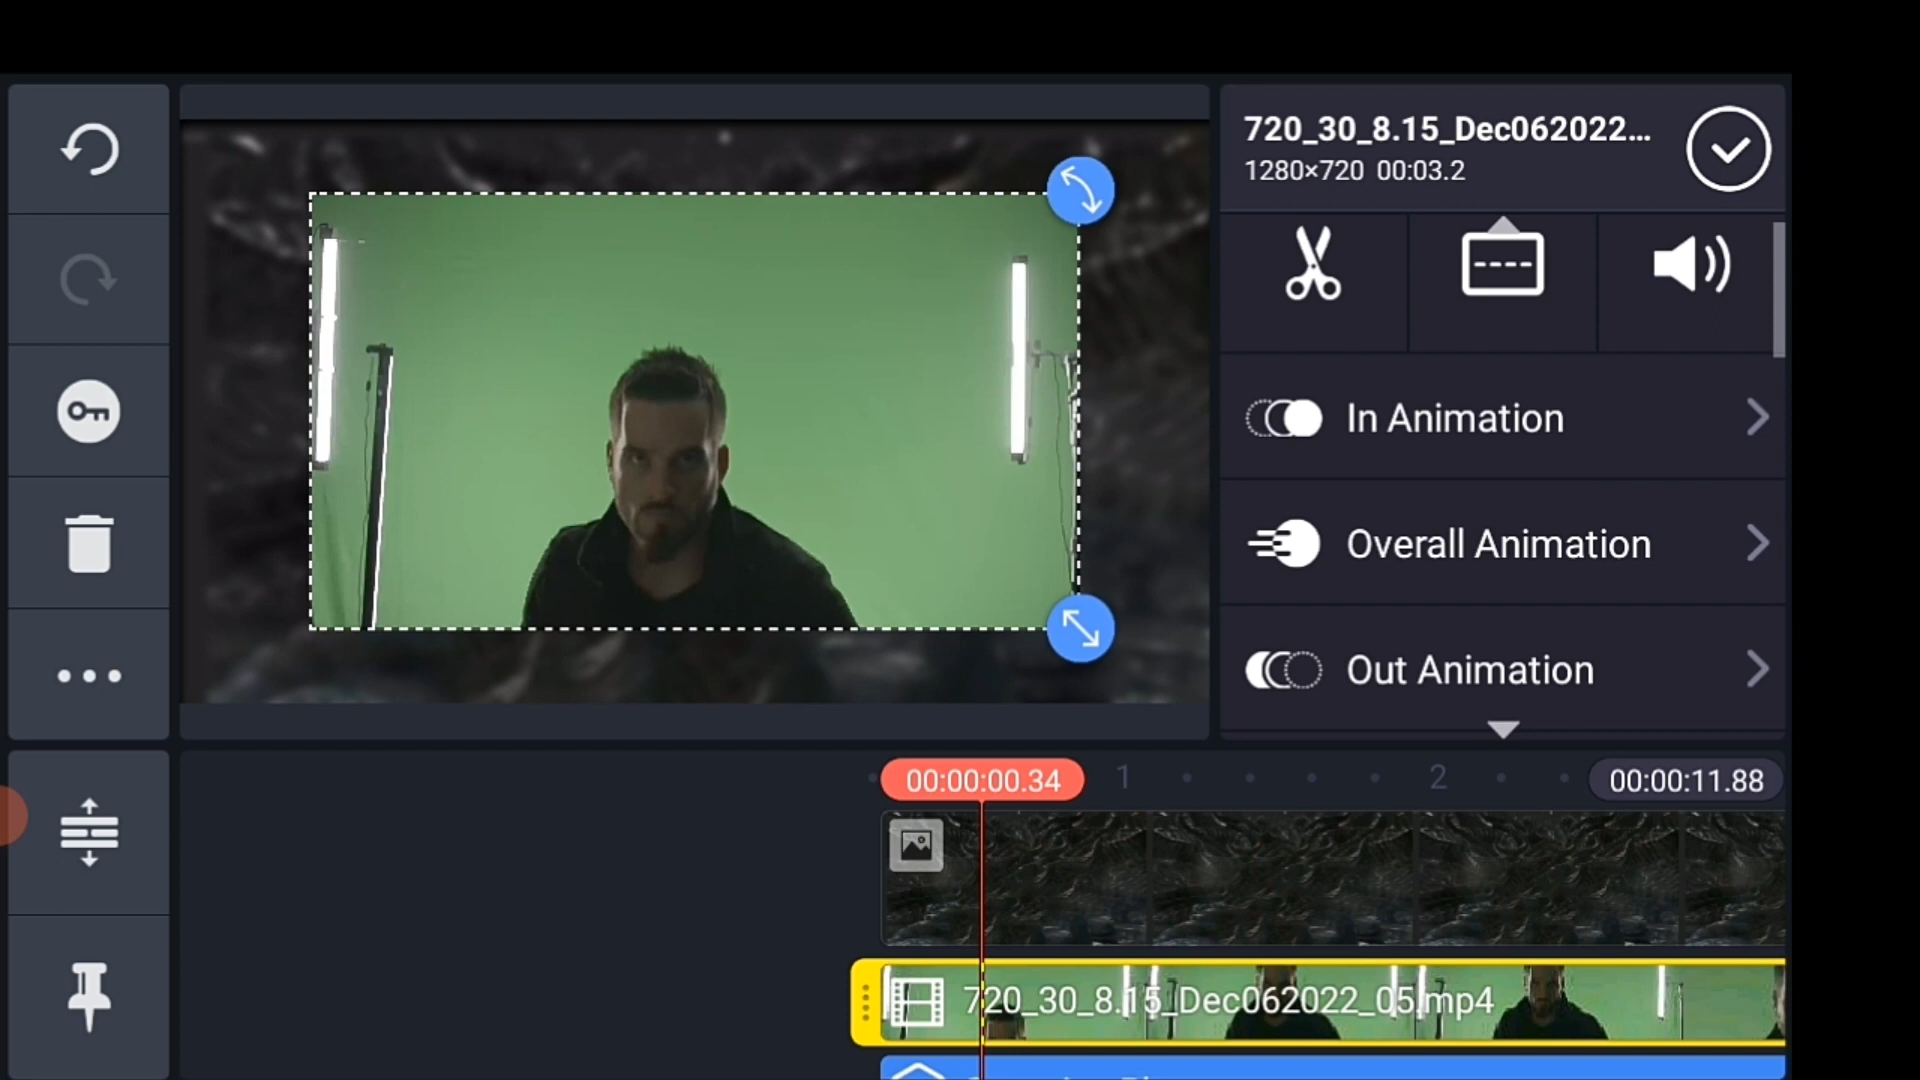 720_30_8.15_Dec062022...
1280×720 00:03.2
In Animation
Overall Animation
Out Animation
00:00:00.34
1
2
00:00:11.88
720_30_8.15_Dec062022_05.mp4